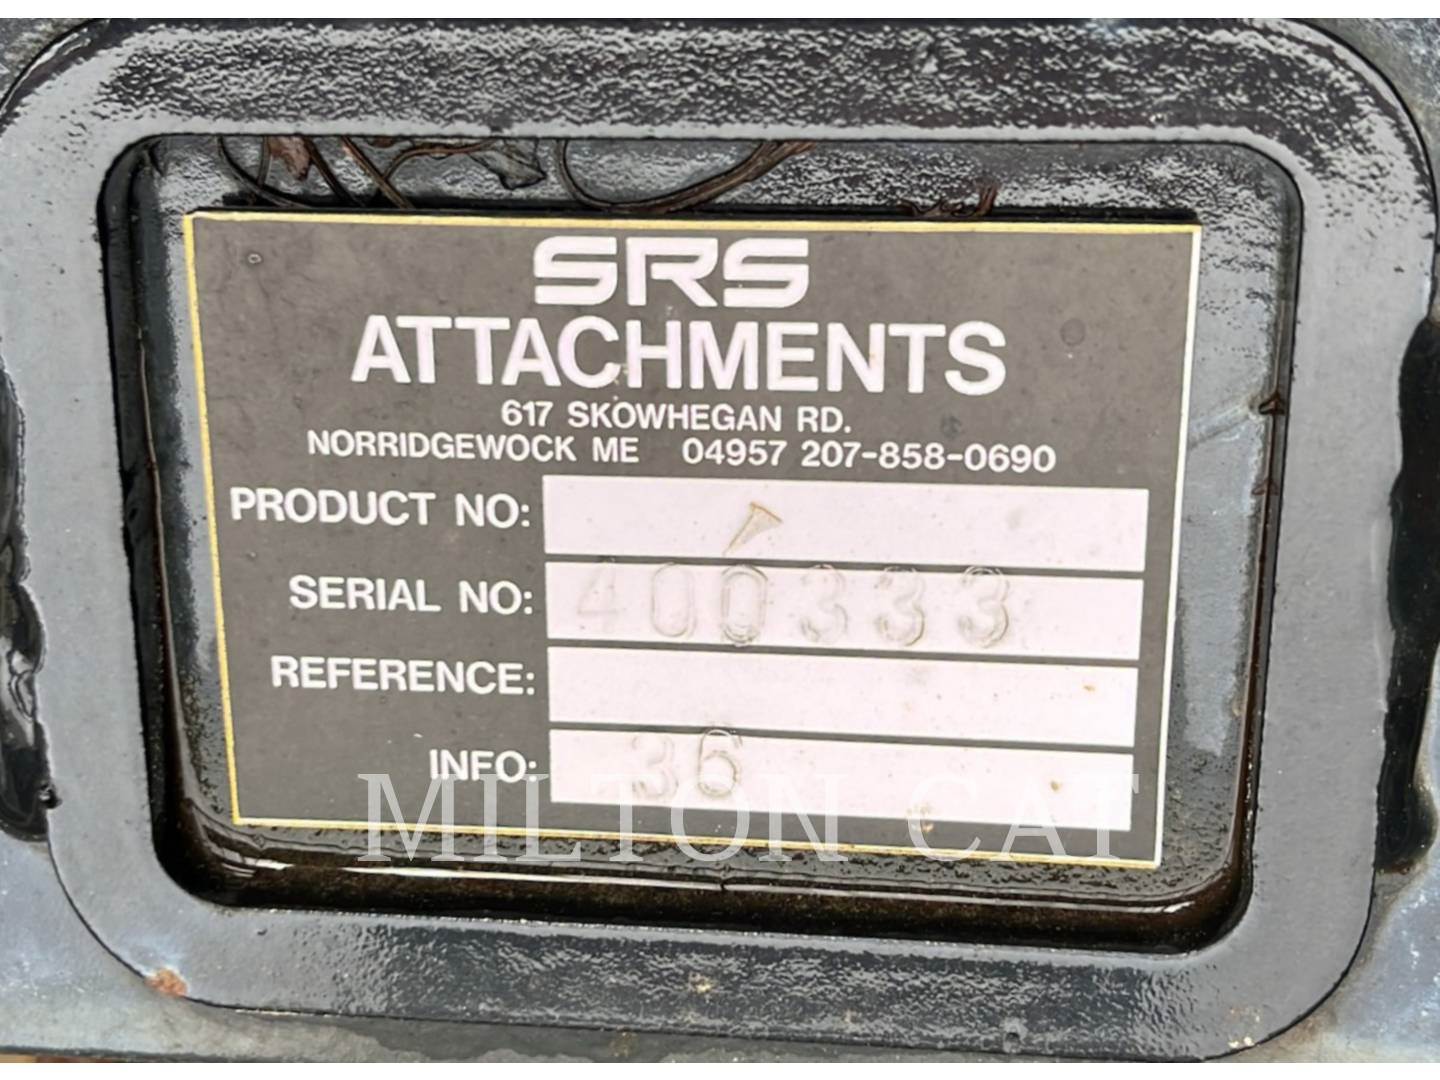 SRS
ATTACHMENTS
617 SKOWHEGAN RD.
NORRIDGEWOCK ME 04957 207-858-0690
PRODUCT NO:
SERIAL NO: 400333
REFERENCE:
INFO: 36
MILTON CAT